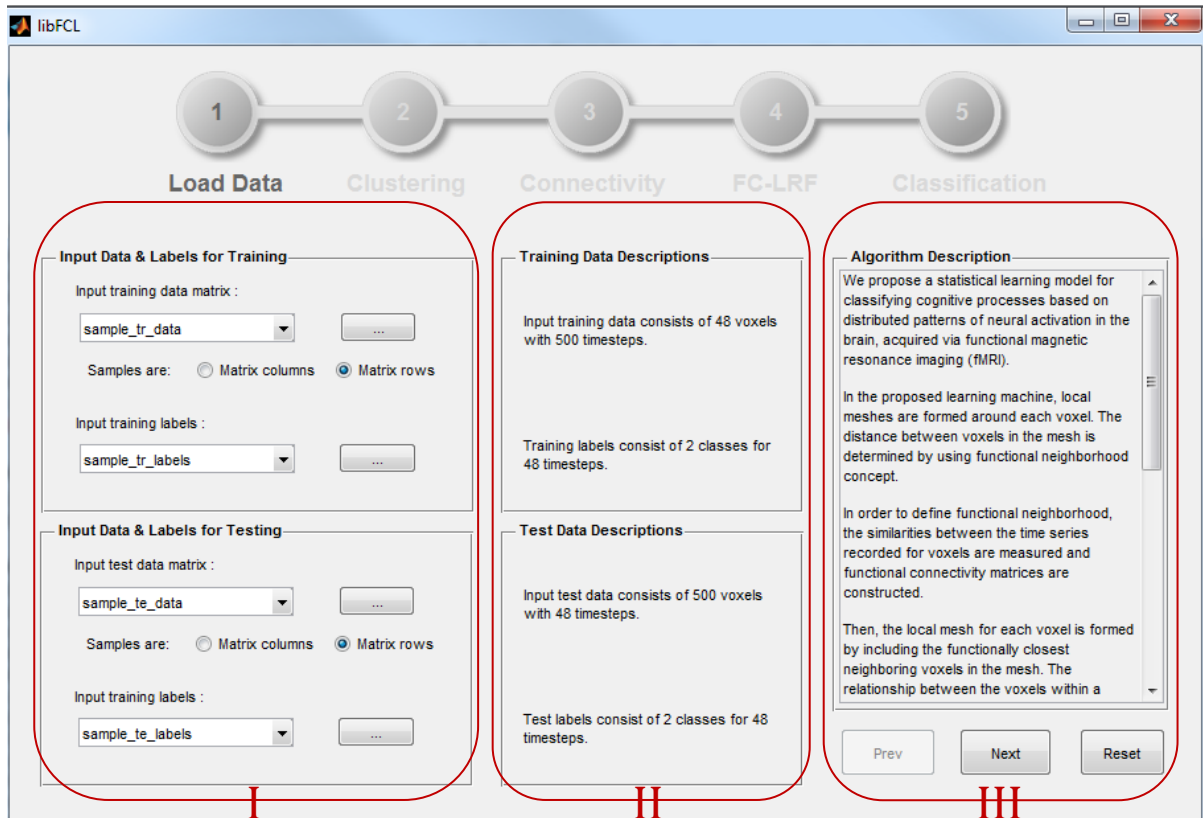 libFCL
1
2
3
4
5
Load Data
Clustering
Connectivity
FC-LRF
Classification
Input Data & Labels for Training
Input training data matrix :
sample_tr_data
...
Samples are:
Matrix columns
Matrix rows
Input training labels :
sample_tr_labels
...
Input Data & Labels for Testing
Input test data matrix :
sample_te_data
...
Samples are:
Matrix columns
Matrix rows
Input training labels :
sample_te_labels
...
I
Training Data Descriptions
Input training data consists of 48 voxels
with 500 timesteps.
Training labels consist of 2 classes for
48 timesteps.
Test Data Descriptions
Input test data consists of 500 voxels
with 48 timesteps.
Test labels consist of 2 classes for 48
timesteps.
II
Algorithm Description
We propose a statistical learning model for
classifying cognitive processes based on
distributed patterns of neural activation in the
brain, acquired via functional magnetic
resonance imaging (fMRI).
In the proposed learning machine, local
meshes are formed around each voxel. The
distance between voxels in the mesh is
determined by using functional neighborhood
concept.
In order to define functional neighborhood,
the similarities between the time series
recorded for voxels are measured and
functional connectivity matrices are
constructed.
Then, the local mesh for each voxel is formed
by including the functionally closest
neighboring voxels in the mesh. The
relationship between the voxels within a
Prev
Next
Reset
III